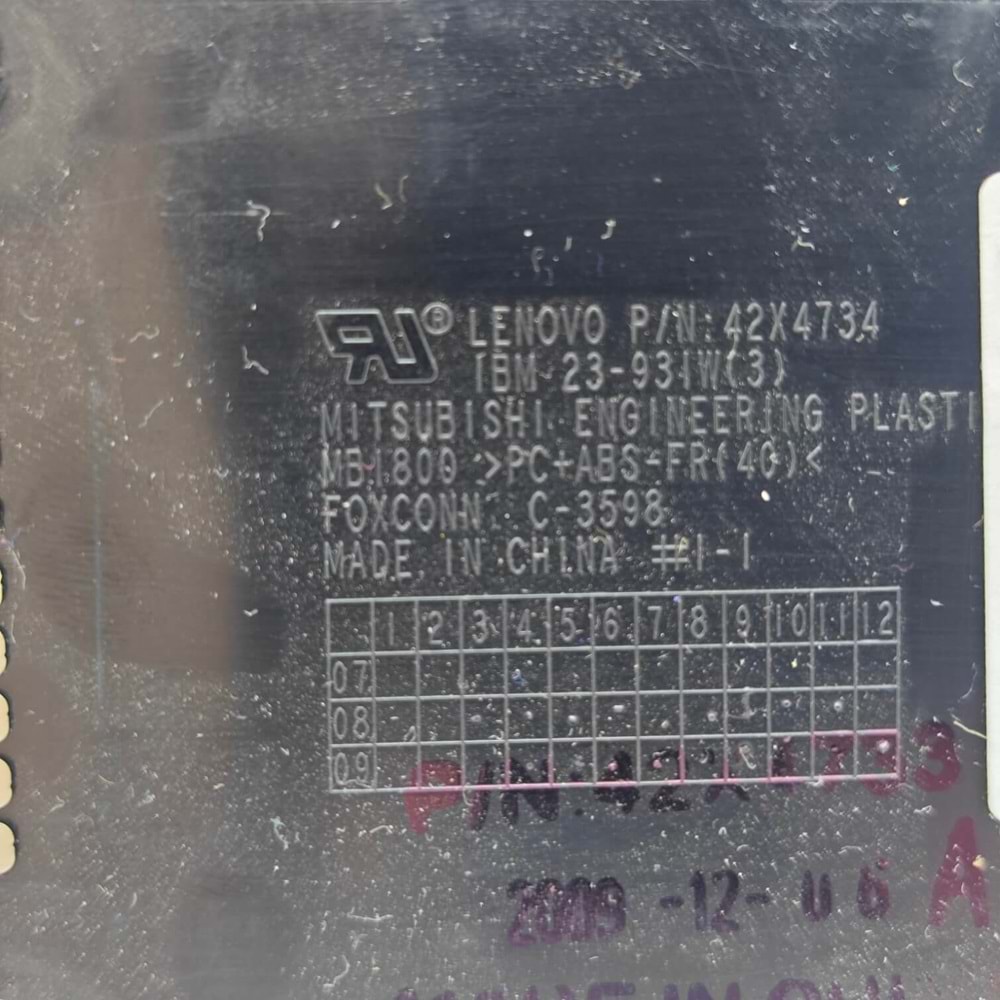 RU® LENOVO P/N:42X4734
IBM 23-931W(3)
MITSUBISHI ENGINEERING PLASTI
MB1800 >PC+ABS-FR(40)<
FOXCONN C-3598
MADE IN CHINA #1-1
1 2 3 4 5 6 7 8 9 10 11 12
07
08
09
P/N:42X4733
2009-12-06 A